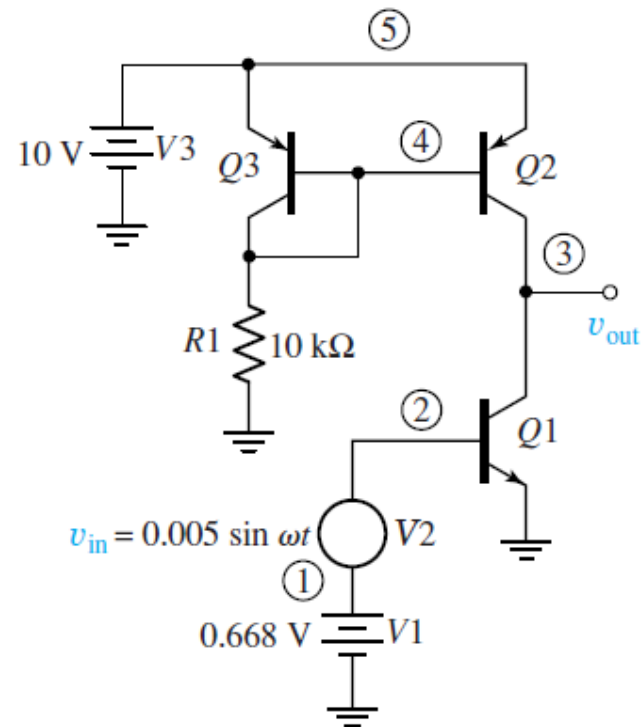 ⑤
10 V V3
Q3
④
Q2
③
v_out
R1 10 kΩ
②
Q1
v_in = 0.005 sin ωt V2
①
0.668 V V1